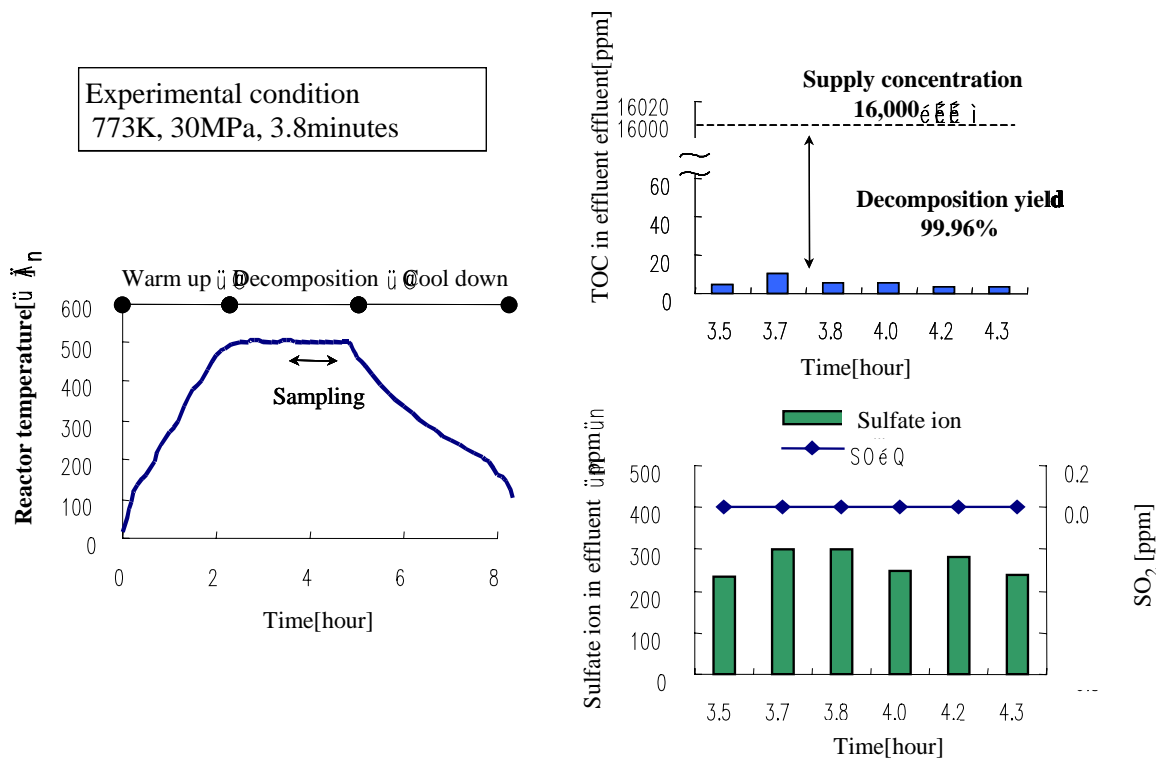 Experimental condition
773K, 30MPa, 3.8minutes
Reactor temperature[
Warm up
Decomposition
Cool down
600
500
400
300
200
100
0
Sampling
0 2 4 6 8
Time[hour]
TOC in effluent effluent[ppm]
Supply concentration
16,000
16020
16000
60
40
20
0
Decomposition yield
99.96%
3.5 3.7 3.8 4.0 4.2 4.3
Time[hour]
Sulfate ion
SOéQ
Sulfate ion in effluent üppmün
500
400
300
200
100
0
0.2
0.0
SO₂ [ppm]
3.5 3.7 3.8 4.0 4.2 4.3
Time[hour]